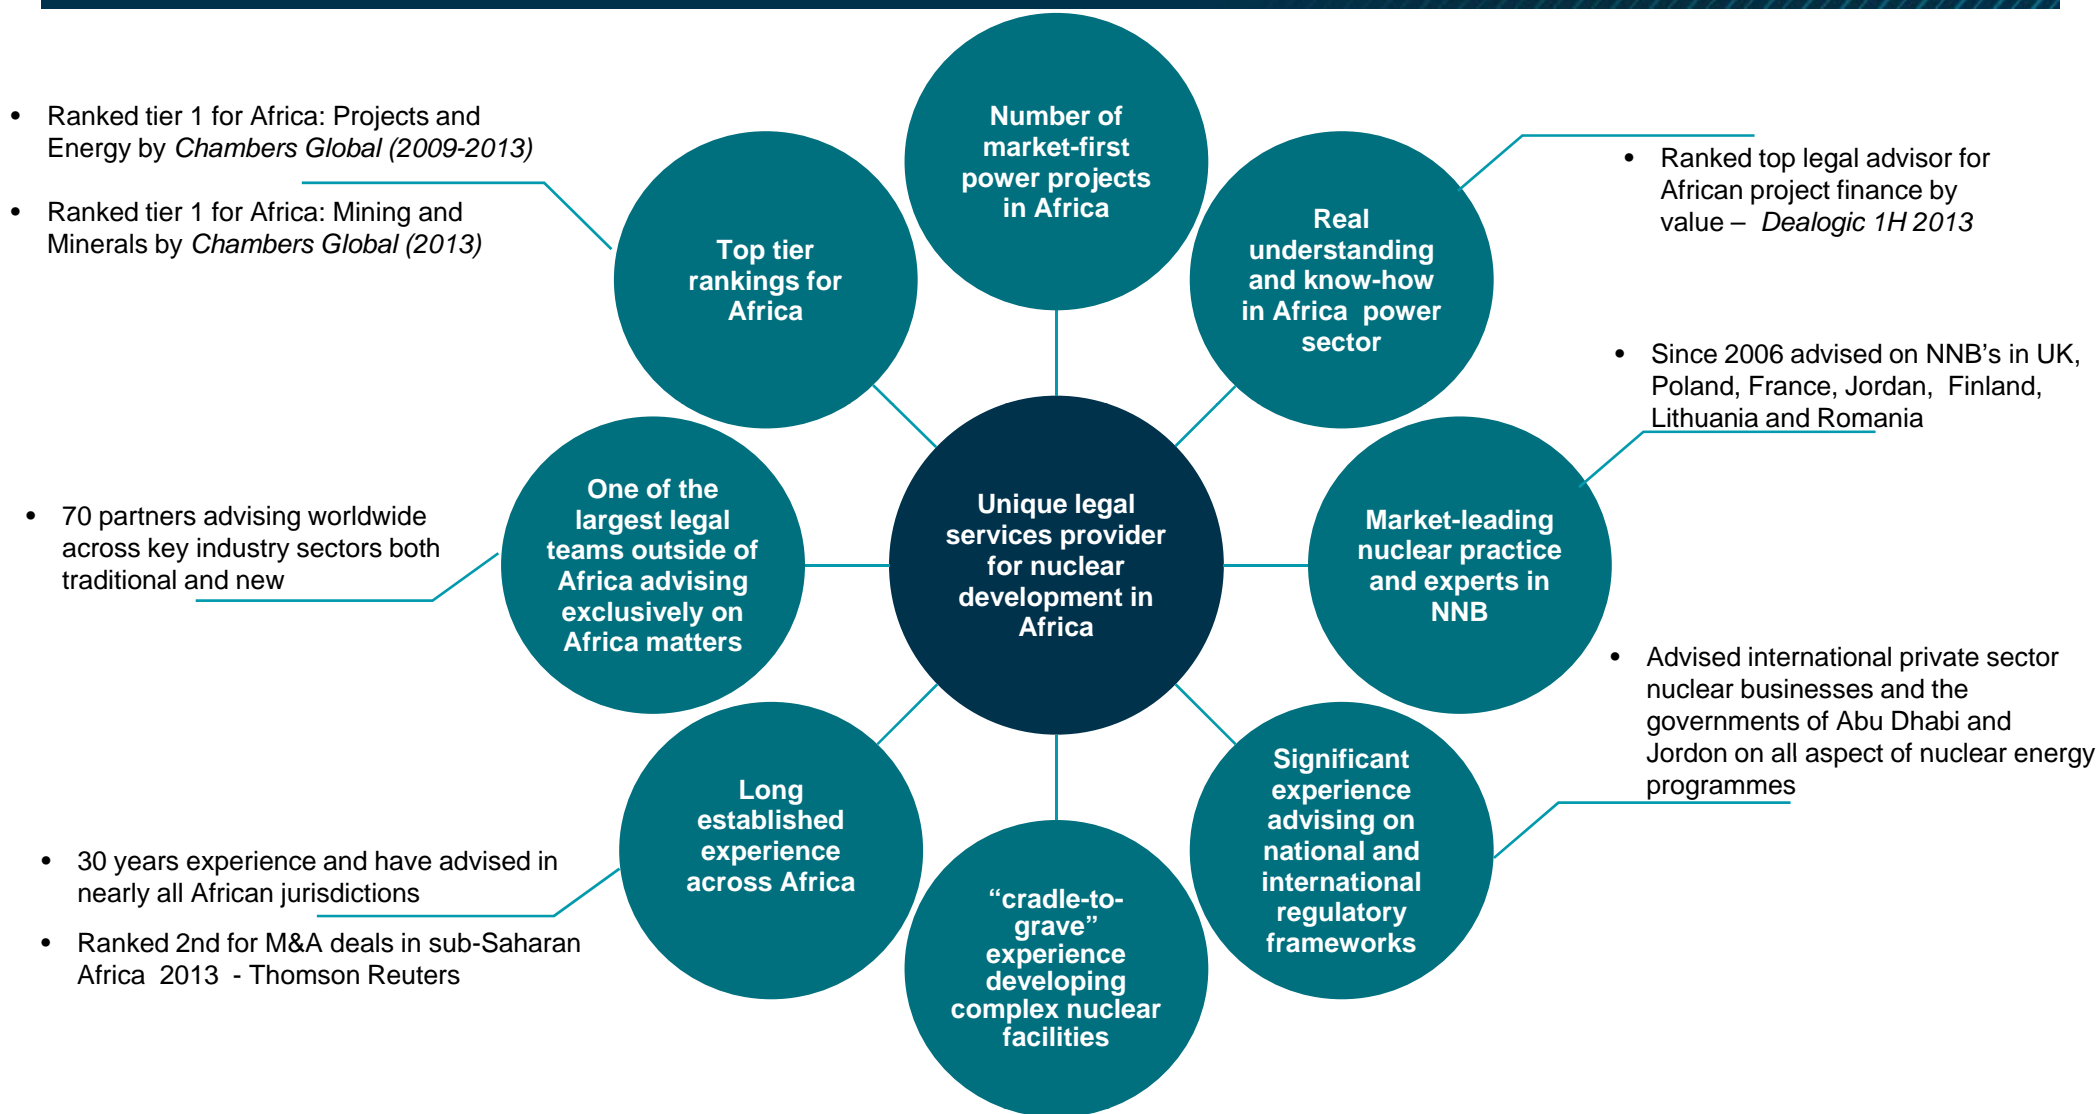 • Ranked tier 1 for Africa: Projects and
Energy by Chambers Global (2009-2013)
• Ranked tier 1 for Africa: Mining and
Minerals by Chambers Global (2013)
Top tier
rankings for
Africa
Number of
market-first
power projects
in Africa
Real
understanding
and know-how
in Africa power
sector
• Ranked top legal advisor for
African project finance by
value – Dealogic 1H 2013
• Since 2006 advised on NNB's in UK,
Poland, France, Jordan, Finland,
Lithuania and Romania
• 70 partners advising worldwide
across key industry sectors both
traditional and new
One of the
largest legal
teams outside of
Africa advising
exclusively on
Africa matters
Unique legal
services provider
for nuclear
development in
Africa
Market-leading
nuclear practice
and experts in
NNB
• Advised international private sector
nuclear businesses and the
governments of Abu Dhabi and
Jordon on all aspect of nuclear energy
programmes
Long
established
experience
across Africa
• 30 years experience and have advised in
nearly all African jurisdictions
• Ranked 2nd for M&A deals in sub-Saharan
Africa 2013 - Thomson Reuters
“cradle-to-
grave”
experience
developing
complex nuclear
facilities
Significant
experience
advising on
national and
international
regulatory
frameworks